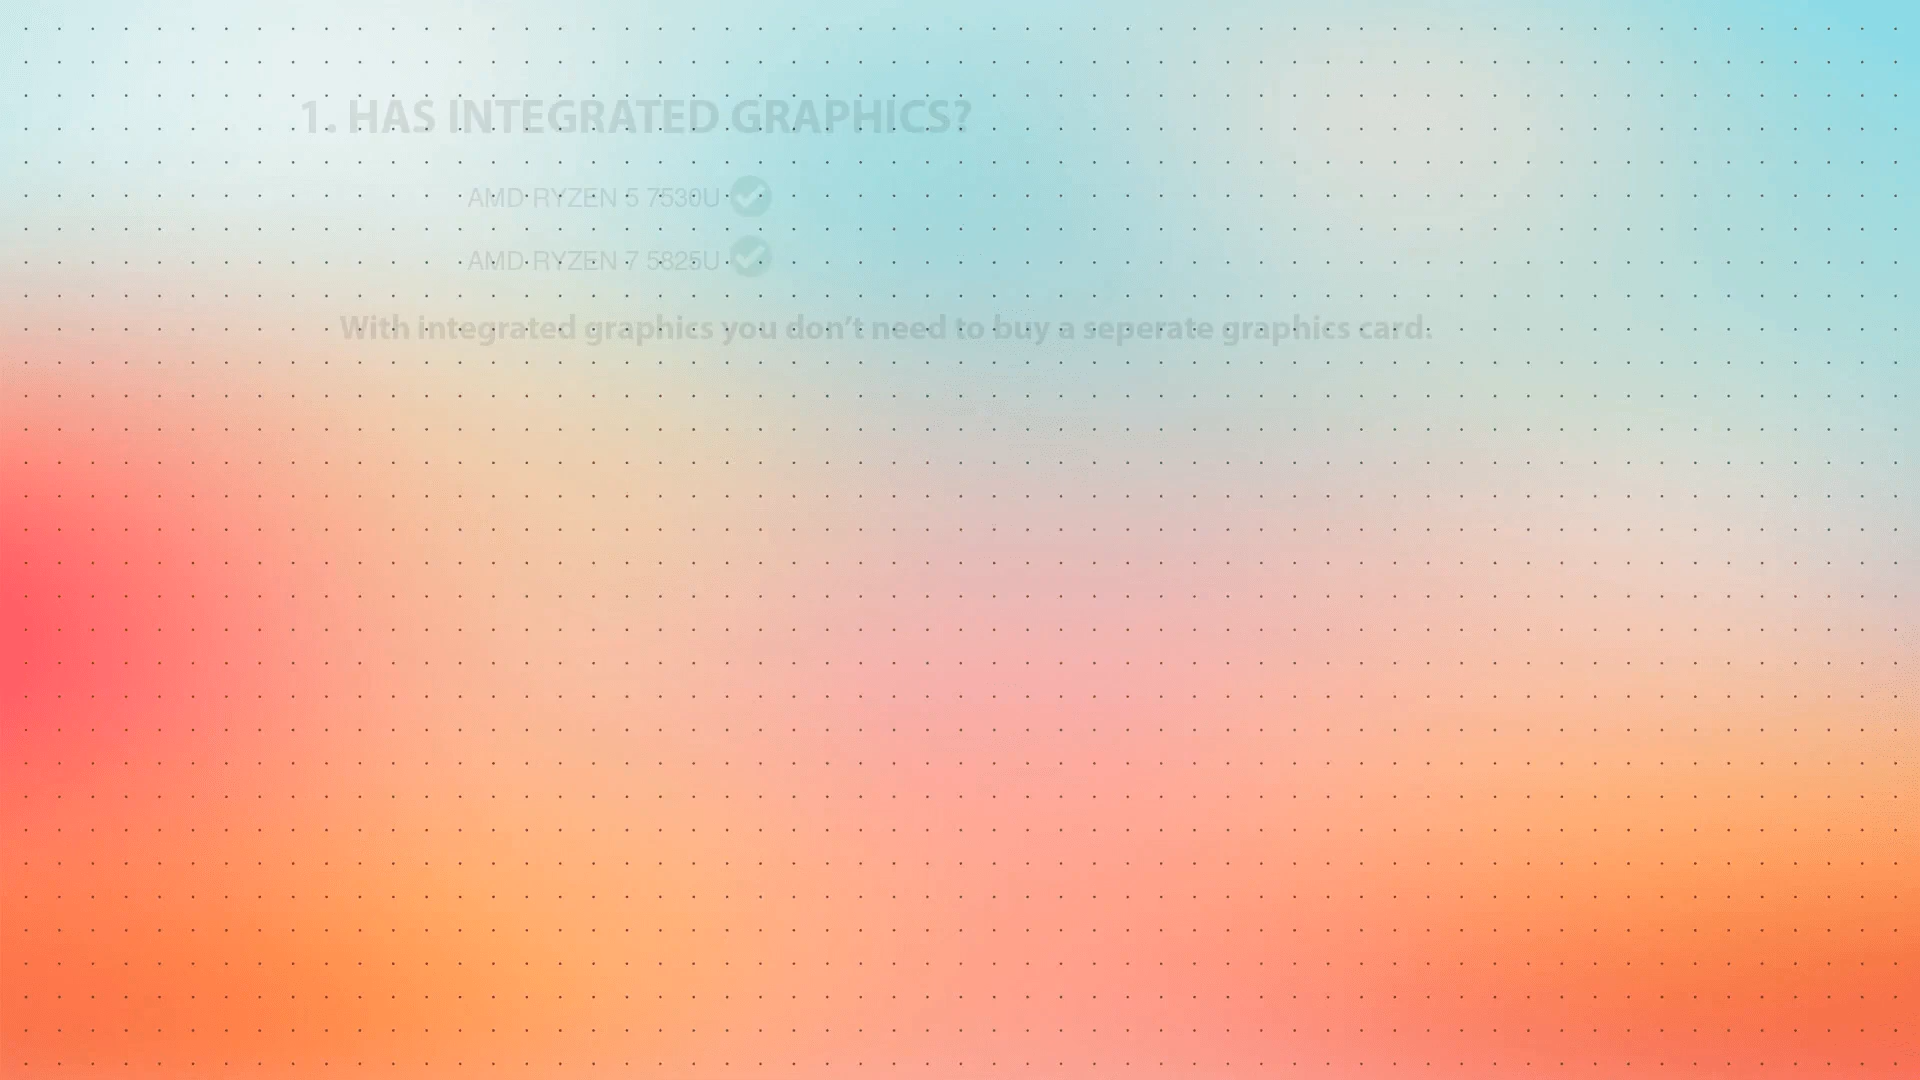 1. HAS INTEGRATED GRAPHICS?
AMD RYZEN 5 7530U
AMD RYZEN 7 5825U
With integrated graphics you don’t need to buy a seperate graphics card.